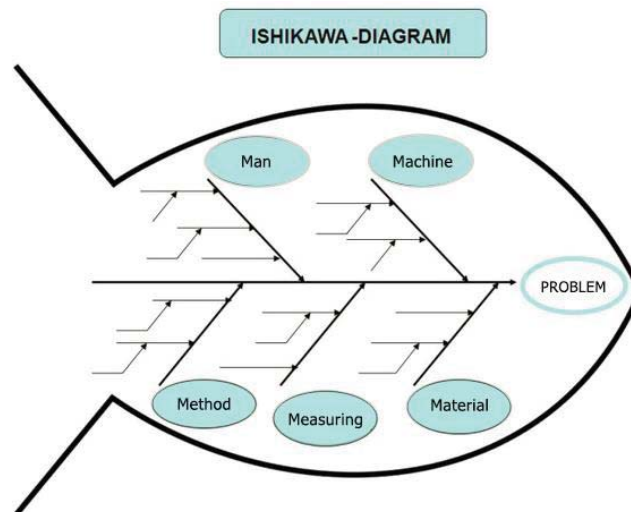 ISHIKAWA-DIAGRAM
Man
Machine
PROBLEM
Method
Measuring
Material